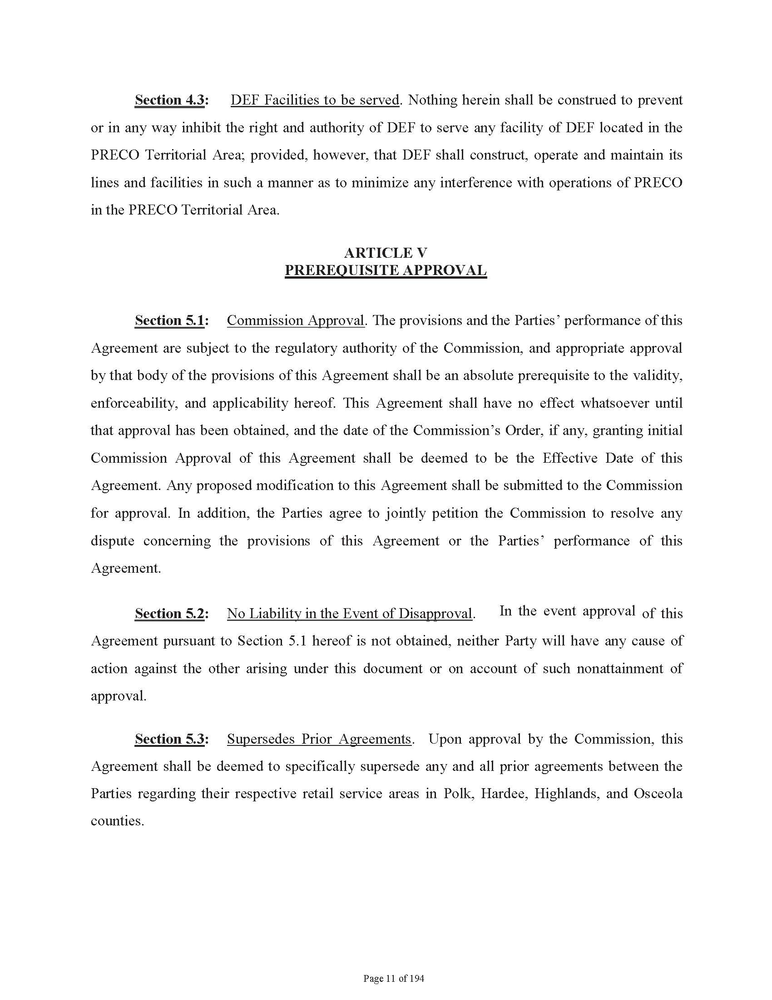 Section 4.3: DEF Facilities to be served. Nothing herein shall be construed to prevent
or in any way inhibit the right and authority of DEF to serve any facility of DEF located in the
PRECO Territorial Area; provided, however, that DEF shall construct, operate and maintain its
lines and facilities in such a manner as to minimize any interference with operations of PRECO
in the PRECO Territorial Area.
ARTICLE V
PREREQUISITE APPROVAL
Section 5.1: Commission Approval. The provisions and the Parties’ performance of this
Agreement are subject to the regulatory authority of the Commission, and appropriate approval
by that body of the provisions of this Agreement shall be an absolute prerequisite to the validity,
enforceability, and applicability hereof. This Agreement shall have no effect whatsoever until
that approval has been obtained, and the date of the Commission’s Order, if any, granting initial
Commission Approval of this Agreement shall be deemed to be the Effective Date of this
Agreement. Any proposed modification to this Agreement shall be submitted to the Commission
for approval. In addition, the Parties agree to jointly petition the Commission to resolve any
dispute concerning the provisions of this Agreement or the Parties’ performance of this
Agreement.
Section 5.2: No Liability in the Event of Disapproval. In the event approval of this
Agreement pursuant to Section 5.1 hereof is not obtained, neither Party will have any cause of
action against the other arising under this document or on account of such nonattainment of
approval.
Section 5.3: Supersedes Prior Agreements. Upon approval by the Commission, this
Agreement shall be deemed to specifically supersede any and all prior agreements between the
Parties regarding their respective retail service areas in Polk, Hardee, Highlands, and Osceola
counties.
Page 11 of 194